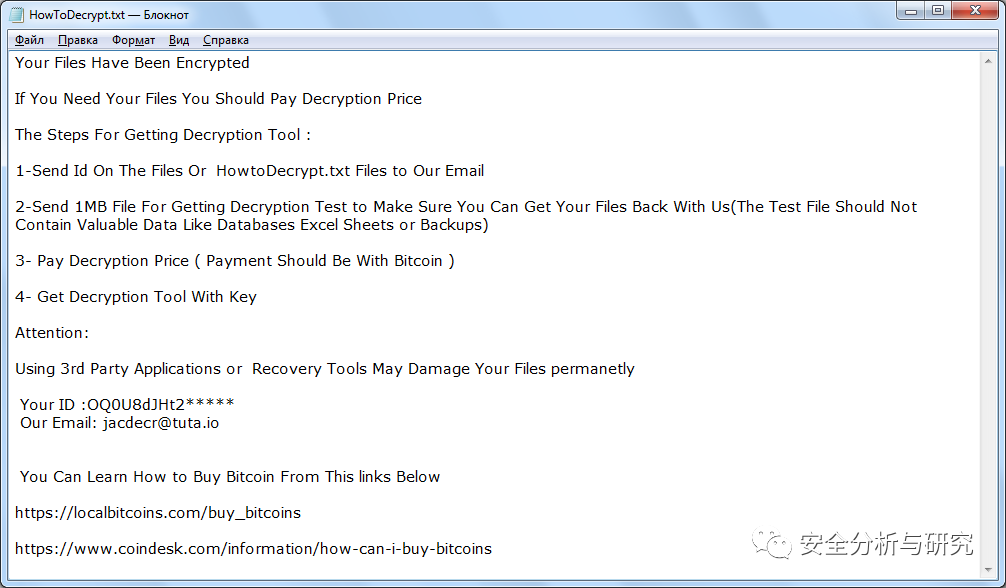 HowToDecrypt.txt — Блокнот
Файл Правка Формат Вид Справка
Your Files Have Been Encrypted
If You Need Your Files You Should Pay Decryption Price
The Steps For Getting Decryption Tool :
1-Send Id On The Files Or  HowtoDecrypt.txt Files to Our Email
2-Send 1MB File For Getting Decryption Test to Make Sure You Can Get Your Files Back With Us(The Test File Should Not
Contain Valuable Data Like Databases Excel Sheets or Backups)
3- Pay Decryption Price ( Payment Should Be With Bitcoin )
4- Get Decryption Tool With Key
Attention:
Using 3rd Party Applications or  Recovery Tools May Damage Your Files permanetly
Your ID :OQ0U8dJHt2*****
Our Email: jacdecr@tuta.io
You Can Learn How to Buy Bitcoin From This links Below
https://localbitcoins.com/buy_bitcoins
https://www.coindesk.com/information/how-can-i-buy-bitcoins
安全分析与研究